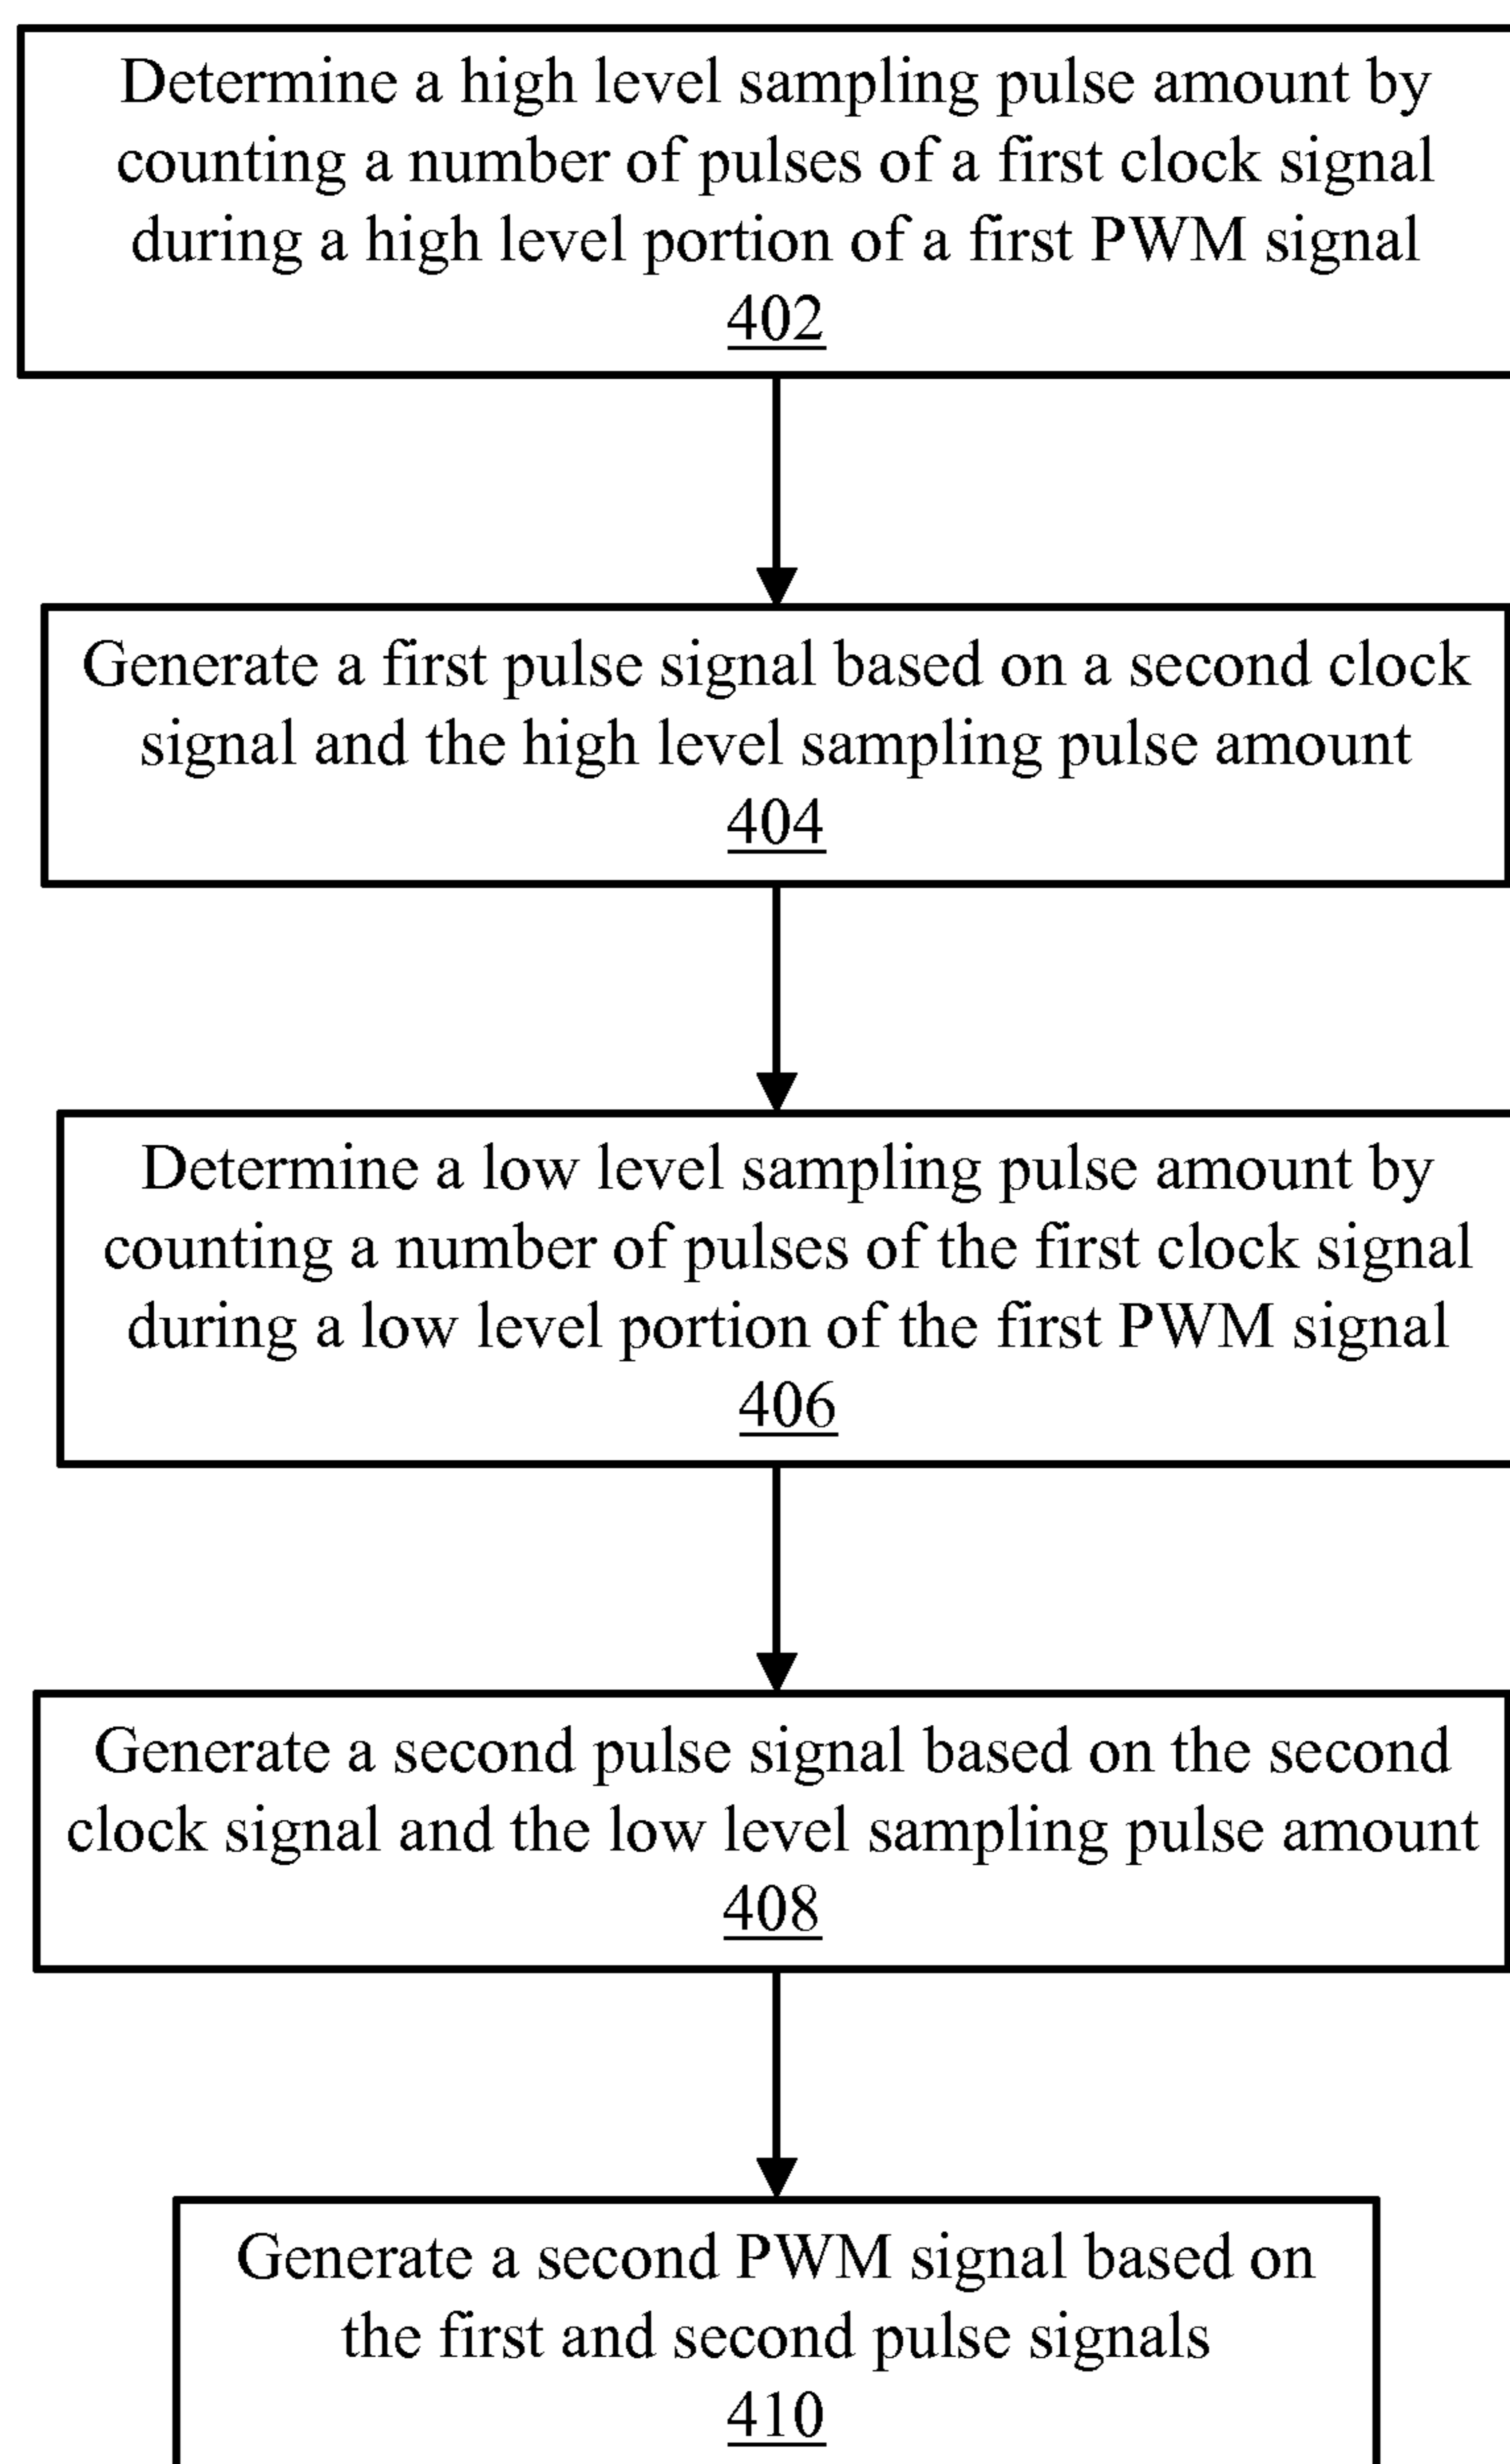 Determine a high level sampling pulse amount by
counting a number of pulses of a first clock signal
during a high level portion of a first PWM signal
402
Generate a first pulse signal based on a second clock
signal and the high level sampling pulse amount
404
Determine a low level sampling pulse amount by
counting a number of pulses of the first clock signal
during a low level portion of the first PWM signal
406
Generate a second pulse signal based on the second
clock signal and the low level sampling pulse amount
408
Generate a second PWM signal based on
the first and second pulse signals
410